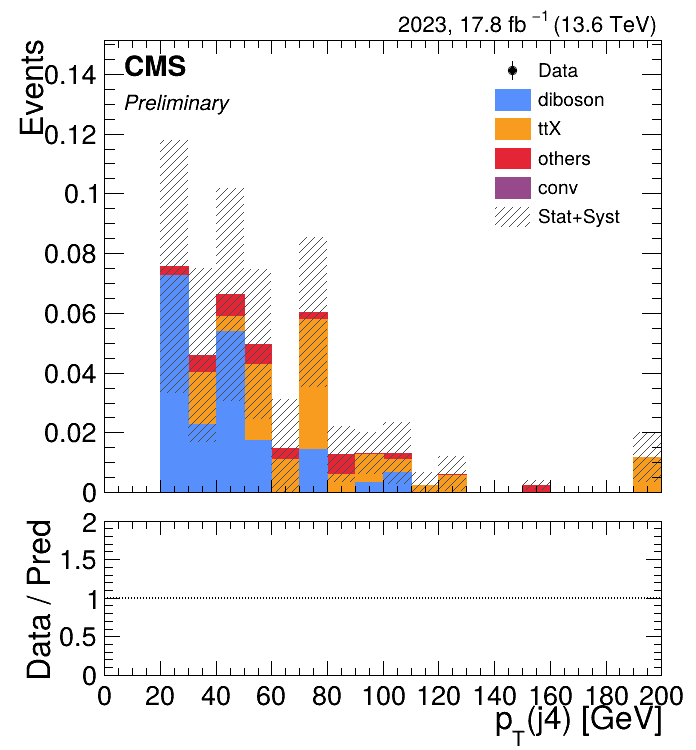 2023, 17.8 fb⁻¹ (13.6 TeV)
CMS
Preliminary
Events
0.14
0.12
0.1
0.08
0.06
0.04
0.02
0
Data
diboson
ttX
others
conv
Stat+Syst
Data / Pred
2
1.5
1
0.5
0
0 20 40 60 80 100 120 140 160 180 200
p_T(j4) [GeV]